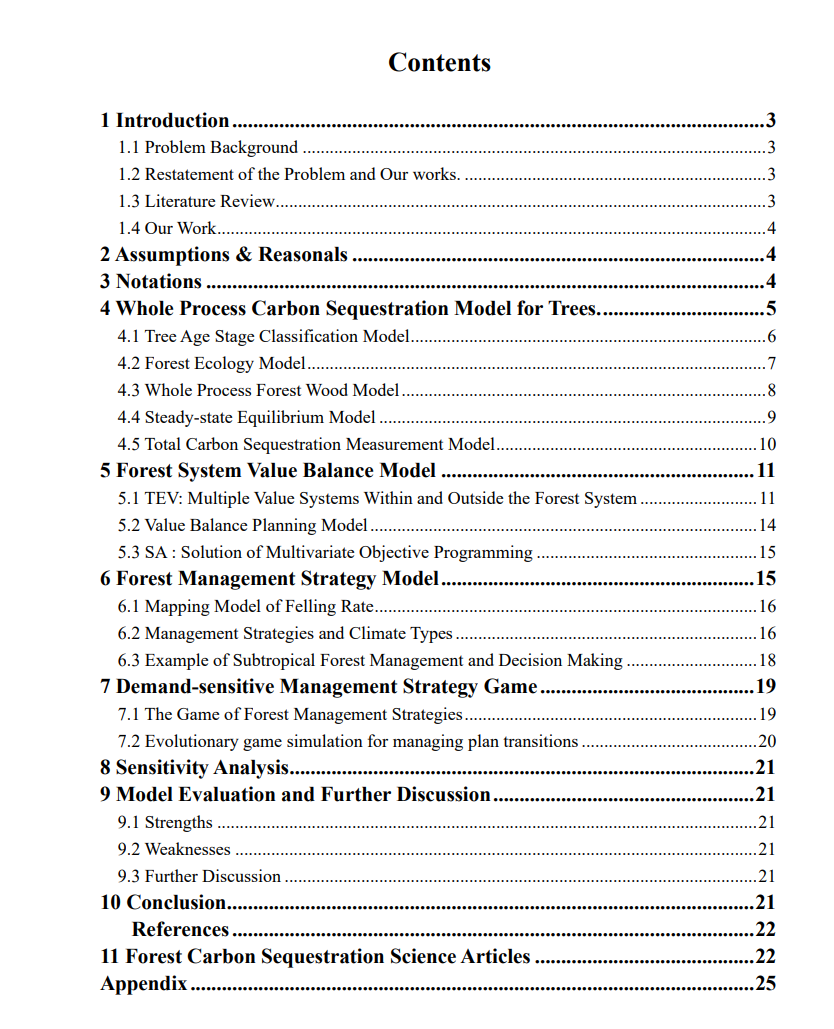 Contents
1 Introduction....................................................................................................3
1.1 Problem Background ......................................................................................................3
1.2 Restatement of the Problem and Our works. ..................................................................3
1.3 Literature Review............................................................................................................3
1.4 Our Work.........................................................................................................................4
2 Assumptions & Reasonals ..............................................................................4
3 Notations .........................................................................................................4
4 Whole Process Carbon Sequestration Model for Trees................................5
4.1 Tree Age Stage Classification Model...............................................................................6
4.2 Forest Ecology Model......................................................................................................7
4.3 Whole Process Forest Wood Model.................................................................................8
4.4 Steady-state Equilibrium Model ......................................................................................9
4.5 Total Carbon Sequestration Measurement Model..........................................................10
5 Forest System Value Balance Model ............................................................11
5.1 TEV: Multiple Value Systems Within and Outside the Forest System ..........................11
5.2 Value Balance Planning Model ......................................................................................14
5.3 SA : Solution of Multivariate Objective Programming .................................................15
6 Forest Management Strategy Model............................................................15
6.1 Mapping Model of Felling Rate.....................................................................................16
6.2 Management Strategies and Climate Types ...................................................................16
6.3 Example of Subtropical Forest Management and Decision Making .............................18
7 Demand-sensitive Management Strategy Game.........................................19
7.1 The Game of Forest Management Strategies.................................................................19
7.2 Evolutionary game simulation for managing plan transitions .......................................20
8 Sensitivity Analysis.........................................................................................21
9 Model Evaluation and Further Discussion..................................................21
9.1 Strengths ........................................................................................................................21
9.2 Weaknesses ....................................................................................................................21
9.3 Further Discussion .........................................................................................................21
10 Conclusion.....................................................................................................21
References ....................................................................................................22
11 Forest Carbon Sequestration Science Articles ..........................................22
Appendix............................................................................................................25